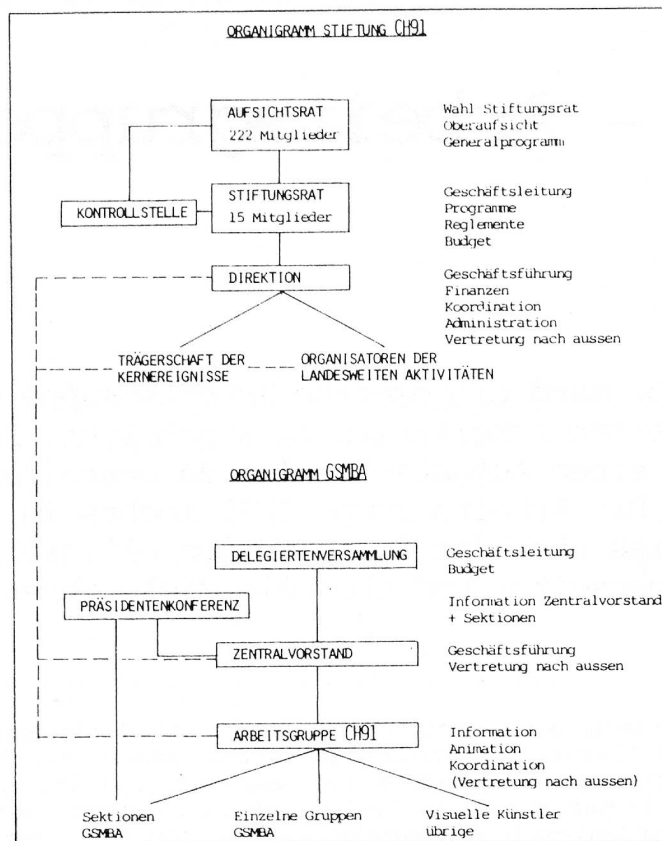 ORGANIGRAMM STIFTUNG CH91
AUFSICHTSRAT
222 Mitglieder
Wahl Stiftungsrat
Oberaufsicht
Generalprogramm
KONTROLLSTELLE
STIFTUNGSRAT
15 Mitglieder
Geschäftsleitung
Programme
Reglemente
Budget
DIREKTION
Geschäftsführung
Finanzen
Koordination
Administration
Vertretung nach aussen
TRÄGERSCHAFT DER
KERNEREIGNISSE
ORGANISATOREN DER
LANDESWEITEN AKTIVITÄTEN
ORGANIGRAMM GSMBA
DELEGIERTENVERSAMMLUNG
Geschäftsleitung
Budget
PRÄSIDENTENKONFERENZ
Information Zentralvorstand
+ Sektionen
ZENTRALVORSTAND
Geschäftsführung
Vertretung nach aussen
ARBEITSGRUPPE CH91
Information
Animation
Koordination
(Vertretung nach aussen)
Sektionen
GSMBA
Einzelne Gruppen
GSMBA
Visuelle Künstler
übrige